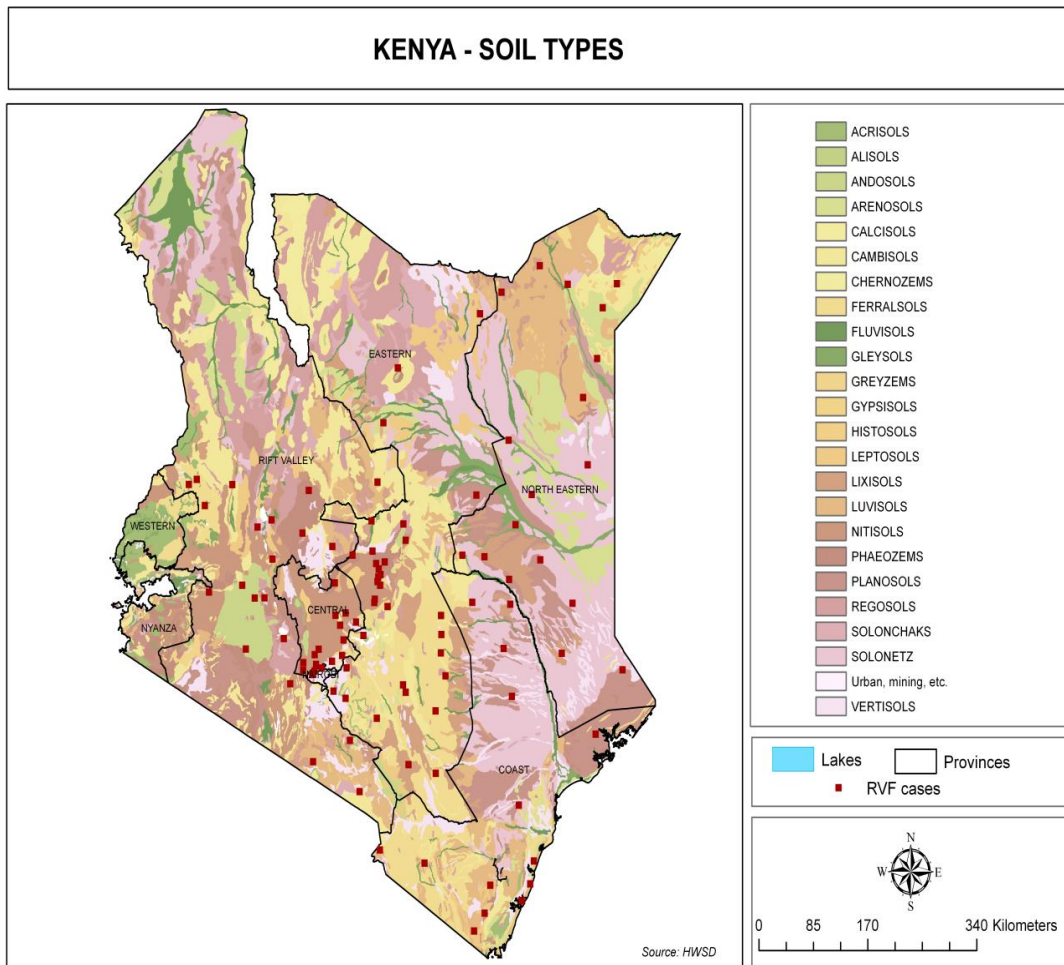 KENYA - SOIL TYPES
EASTERN
RIFT VALLEY
NORTH EASTERN
WESTERN
CENTRAL
NYANZA
COAST
Source: HWSD
ACRISOLS
ALISOLS
ANDOSOLS
ARENOSOLS
CALCISOLS
CAMBISOLS
CHERNOZEMS
FERRALSOLS
FLUVISOLS
GLEYSOLS
GREYZEMS
GYPSISOLS
HISTOSOLS
LEPTOSOLS
LIXISOLS
LUVISOLS
NITISOLS
PHAEOZEMS
PLANOSOLS
REGOSOLS
SOLONCHAKS
SOLONETZ
Urban, mining, etc.
VERTISOLS
Lakes
Provinces
RVF cases
N
W
E
S
0 85 170 340 Kilometers